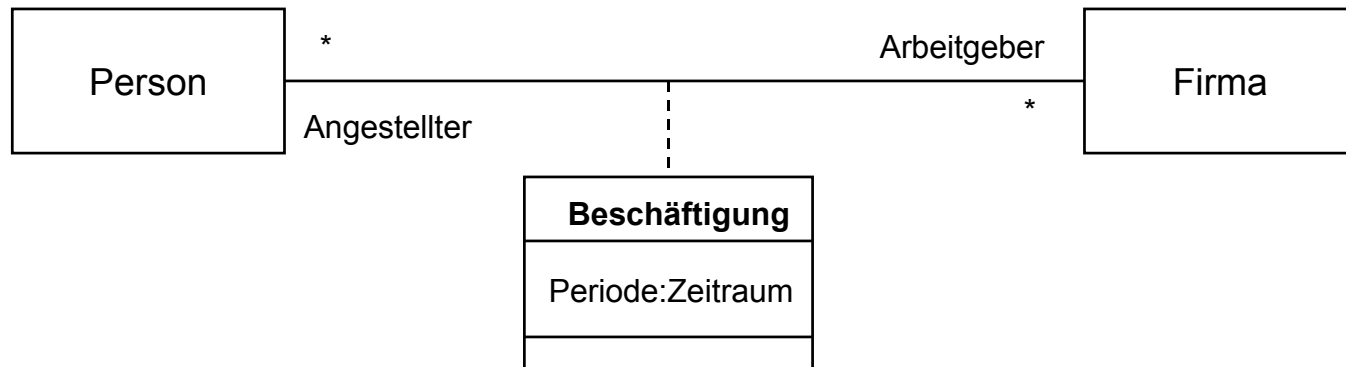 *
Arbeitgeber
Person
Firma
*
Angestellter
Beschäftigung
Periode:Zeitraum